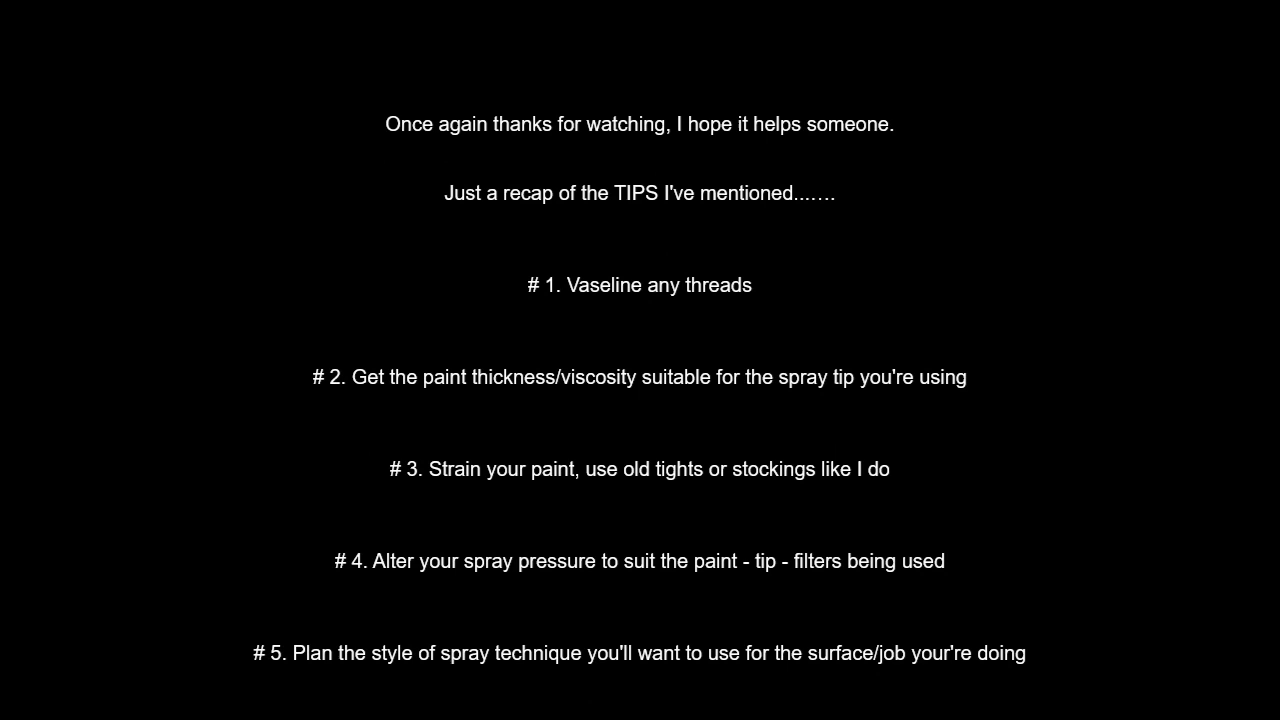 Once again thanks for watching, I hope it helps someone.
Just a recap of the TIPS I've mentioned...….
# 1. Vaseline any threads
# 2. Get the paint thickness/viscosity suitable for the spray tip you're using
# 3. Strain your paint, use old tights or stockings like I do
# 4. Alter your spray pressure to suit the paint - tip - filters being used
# 5. Plan the style of spray technique you'll want to use for the surface/job your're doing